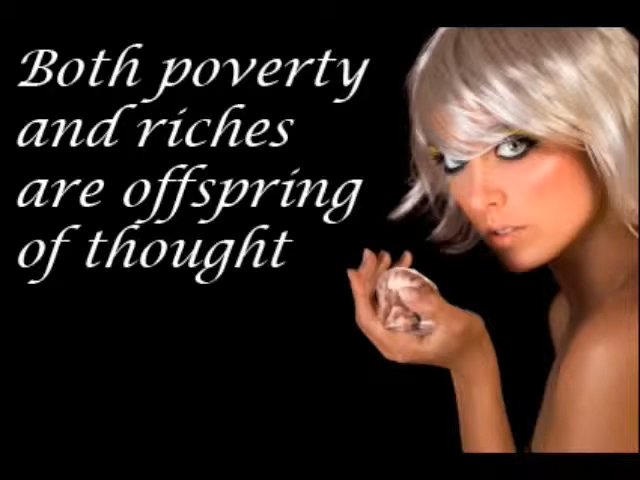 Both poverty
and riches
are offspring
of thought